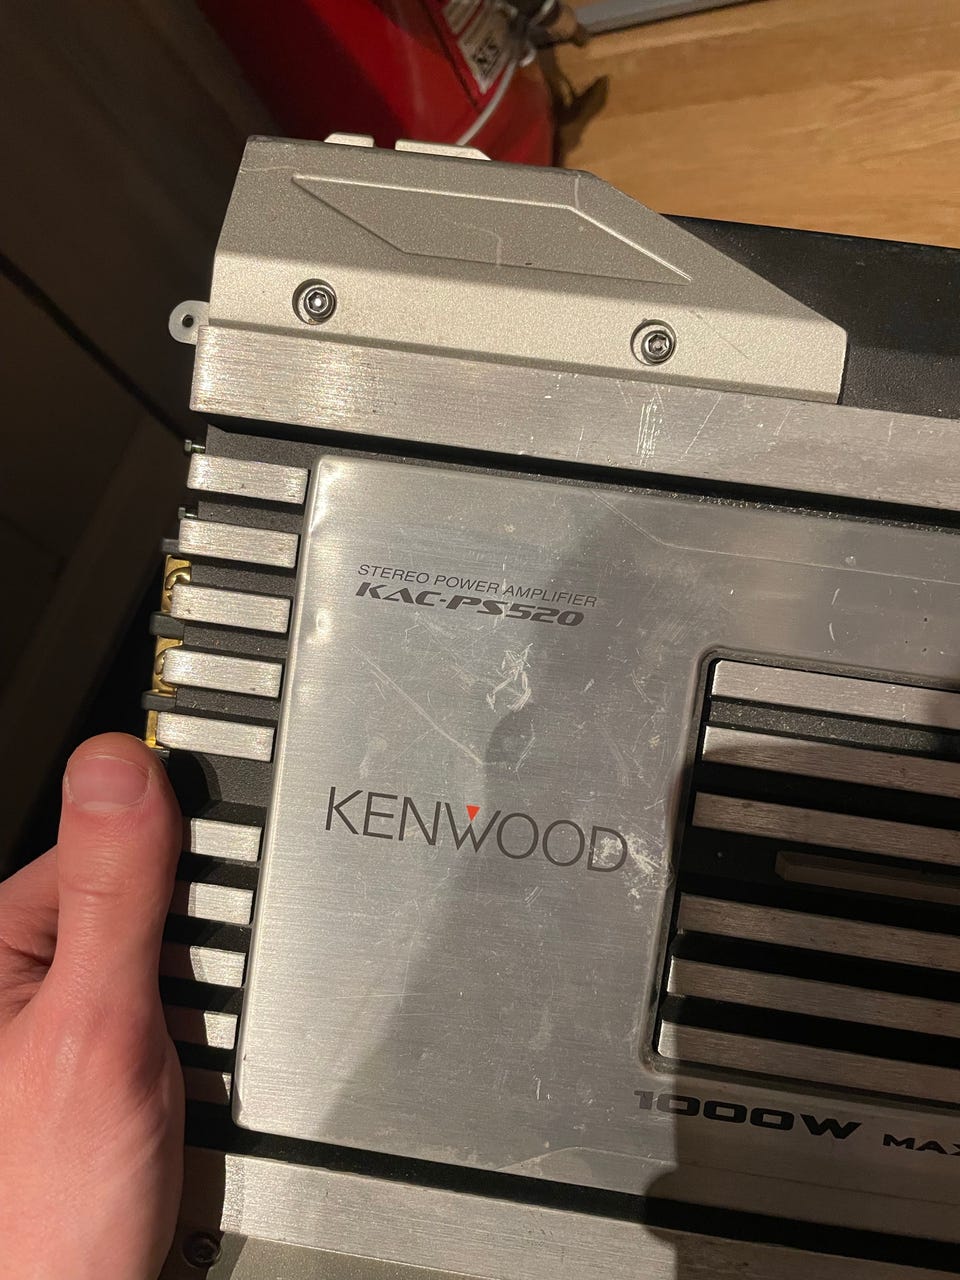 STEREO POWER AMPLIFIER
KAC-PS520
KENWOOD
1000W MAX